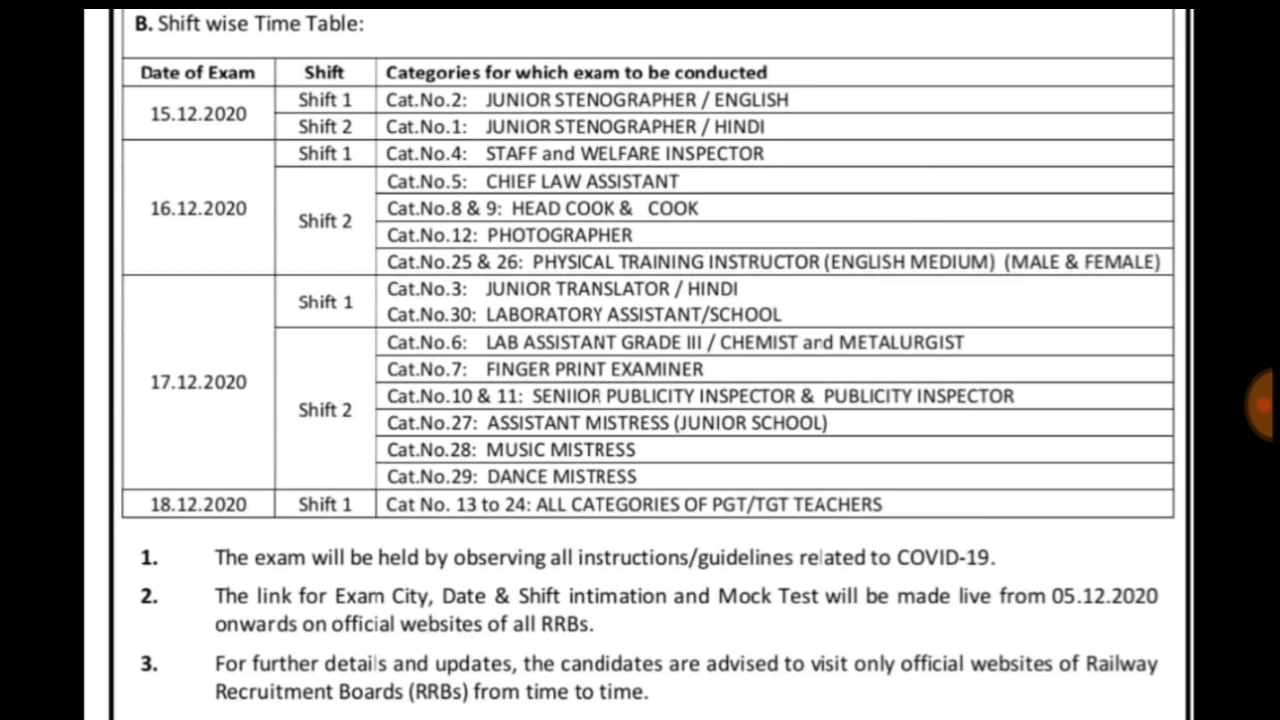 B. Shift wise Time Table:
Date of Exam Shift Categories for which exam to be conducted
15.12.2020 Shift 1 Cat.No.2: JUNIOR STENOGRAPHER / ENGLISH
Shift 2 Cat.No.1: JUNIOR STENOGRAPHER / HINDI
16.12.2020 Shift 1 Cat.No.4: STAFF and WELFARE INSPECTOR
Shift 2 Cat.No.5: CHIEF LAW ASSISTANT
Cat.No.8 & 9: HEAD COOK & COOK
Cat.No.12: PHOTOGRAPHER
Cat.No.25 & 26: PHYSICAL TRAINING INSTRUCTOR (ENGLISH MEDIUM) (MALE & FEMALE)
17.12.2020 Shift 1 Cat.No.3: JUNIOR TRANSLATOR / HINDI
Cat.No.30: LABORATORY ASSISTANT/SCHOOL
Shift 2 Cat.No.6: LAB ASSISTANT GRADE III / CHEMIST and METALURGIST
Cat.No.7: FINGER PRINT EXAMINER
Cat.No.10 & 11: SENIIOR PUBLICITY INSPECTOR & PUBLICITY INSPECTOR
Cat.No.27: ASSISTANT MISTRESS (JUNIOR SCHOOL)
Cat.No.28: MUSIC MISTRESS
Cat.No.29: DANCE MISTRESS
18.12.2020 Shift 1 Cat No. 13 to 24: ALL CATEGORIES OF PGT/TGT TEACHERS
1. The exam will be held by observing all instructions/guidelines related to COVID-19.
2. The link for Exam City, Date & Shift intimation and Mock Test will be made live from 05.12.2020
onwards on official websites of all RRBs.
3. For further details and updates, the candidates are advised to visit only official websites of Railway
Recruitment Boards (RRBs) from time to time.